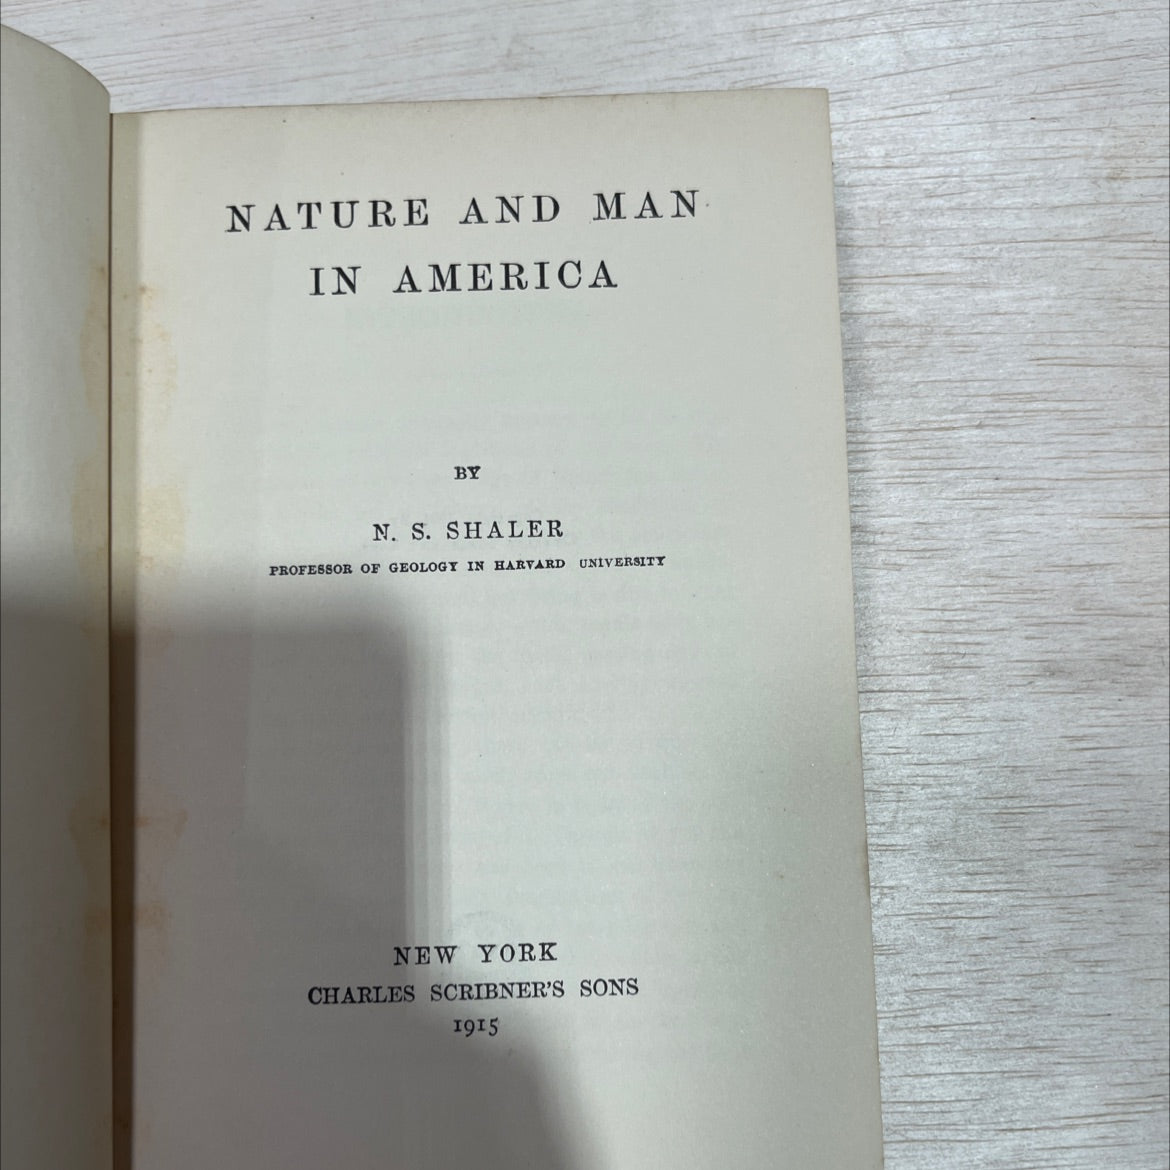 NATURE AND MAN
IN AMERICA
BY
N. S. SHALER
PROFESSOR OF GEOLOGY IN HARVARD UNIVERSITY
NEW YORK
CHARLES SCRIBNER'S SONS
1915